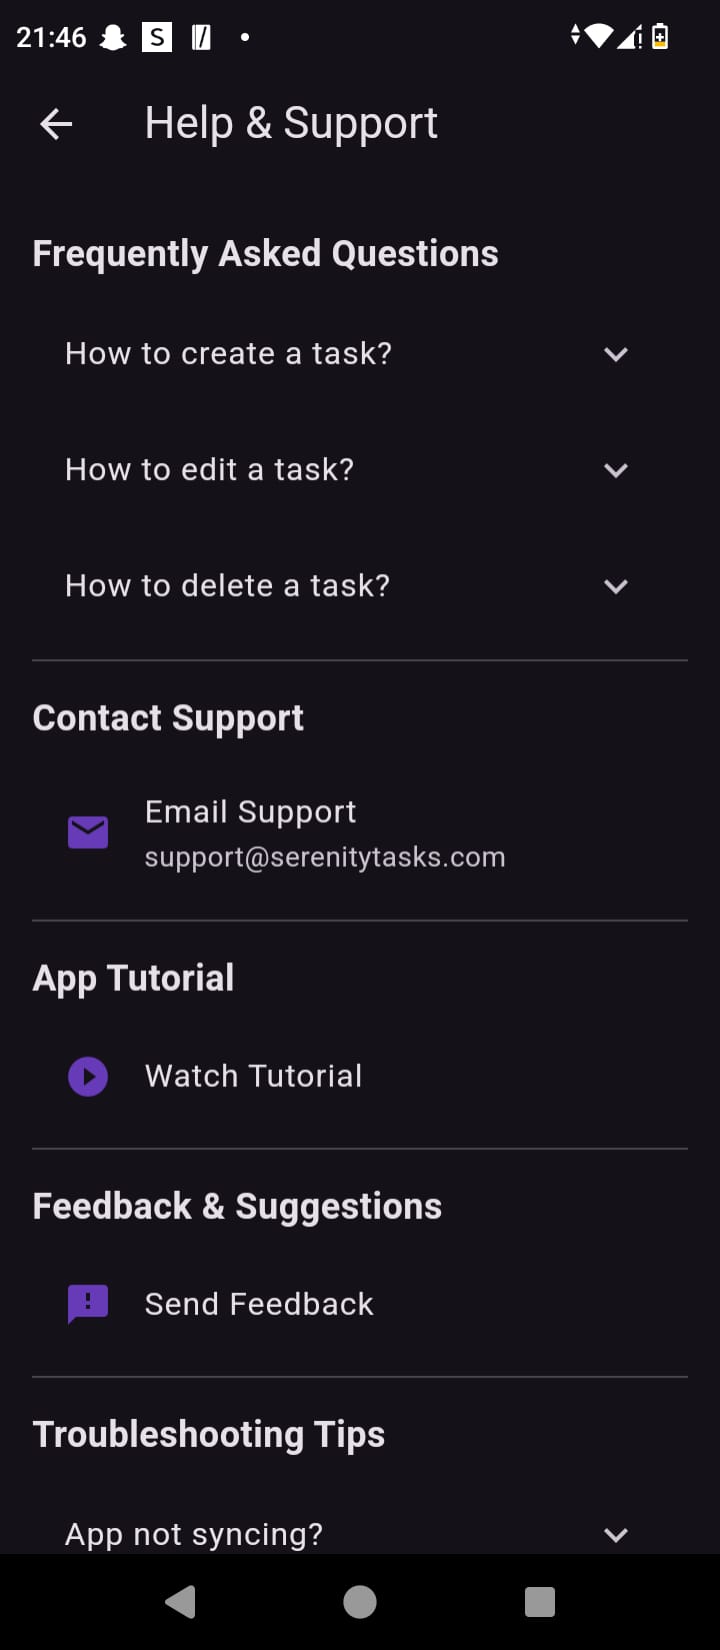 21:46 S
Help & Support
Frequently Asked Questions
How to create a task?
How to edit a task?
How to delete a task?
Contact Support
Email Support
support@serenitytasks.com
App Tutorial
Watch Tutorial
Feedback & Suggestions
Send Feedback
Troubleshooting Tips
App not syncing?